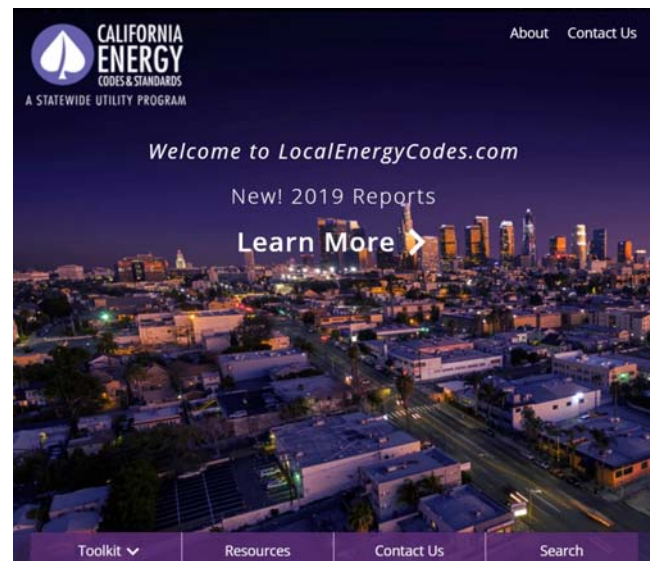 CALIFORNIA
ENERGY
CODES & STANDARDS
A STATEWIDE UTILITY PROGRAM
About Contact Us
Welcome to LocalEnergyCodes.com
New! 2019 Reports
Learn More
Toolkit Resources Contact Us Search